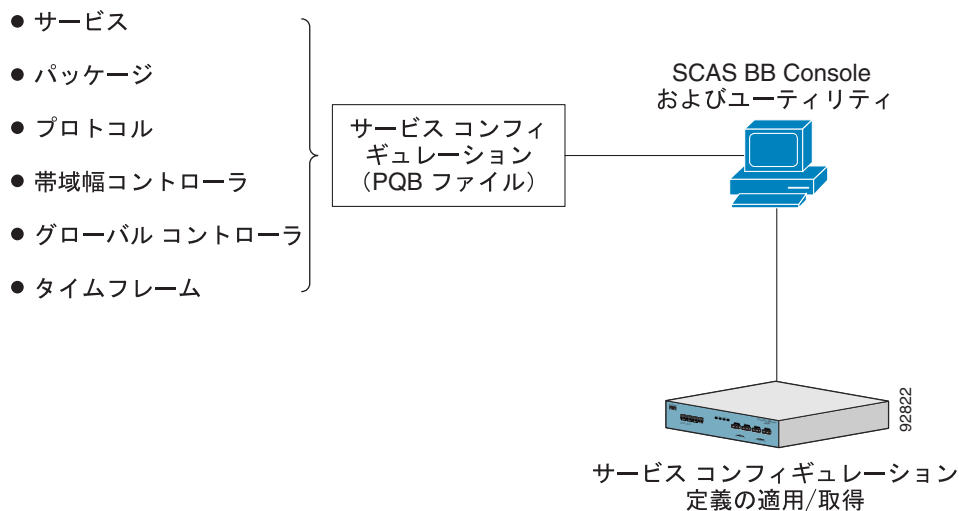 ● サービス
● パッケージ
● プロトコル
● 帯域幅コントローラ
● グローバル コントローラ
● タイムフレーム
サービス コンフィ
ギュレーション
（PQB ファイル）
SCAS BB Console
およびユーティリティ
92822
サービス コンフィギュレーション
定義の適用/取得